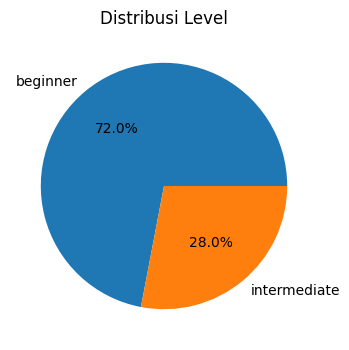 Distribusi Level
beginner
72.0%
28.0%
intermediate